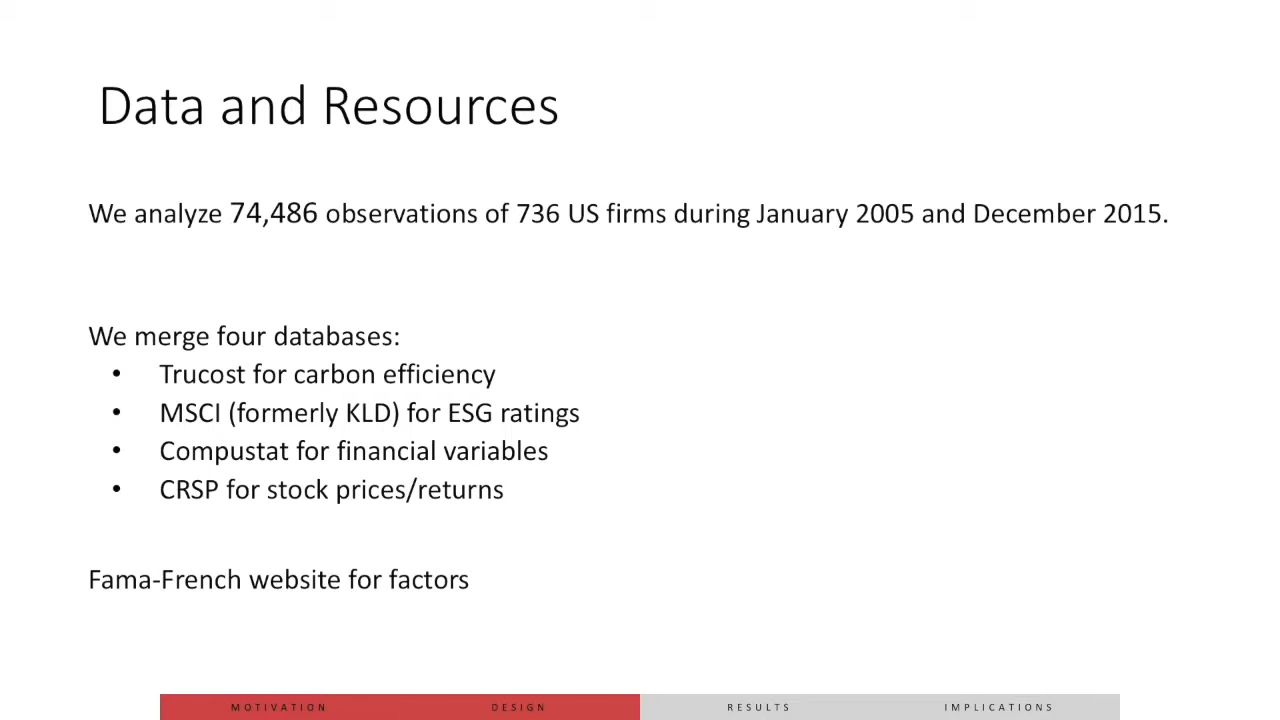 Data and Resources
We analyze 74,486 observations of 736 US firms during January 2005 and December 2015.
We merge four databases:
• Trucost for carbon efficiency
• MSCI (formerly KLD) for ESG ratings
• Compustat for financial variables
• CRSP for stock prices/returns
Fama-French website for factors
MOTIVATION DESIGN RESULTS IMPLICATIONS